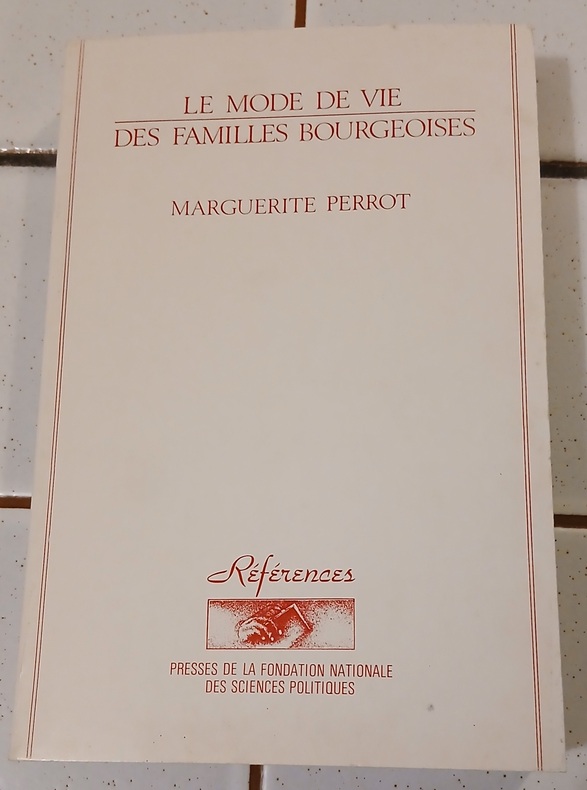 LE MODE DE VIE
DES FAMILLES BOURGEOISES
MARGUERITE PERROT
Références
PRESSES DE LA FONDATION NATIONALE
DES SCIENCES POLITIQUES